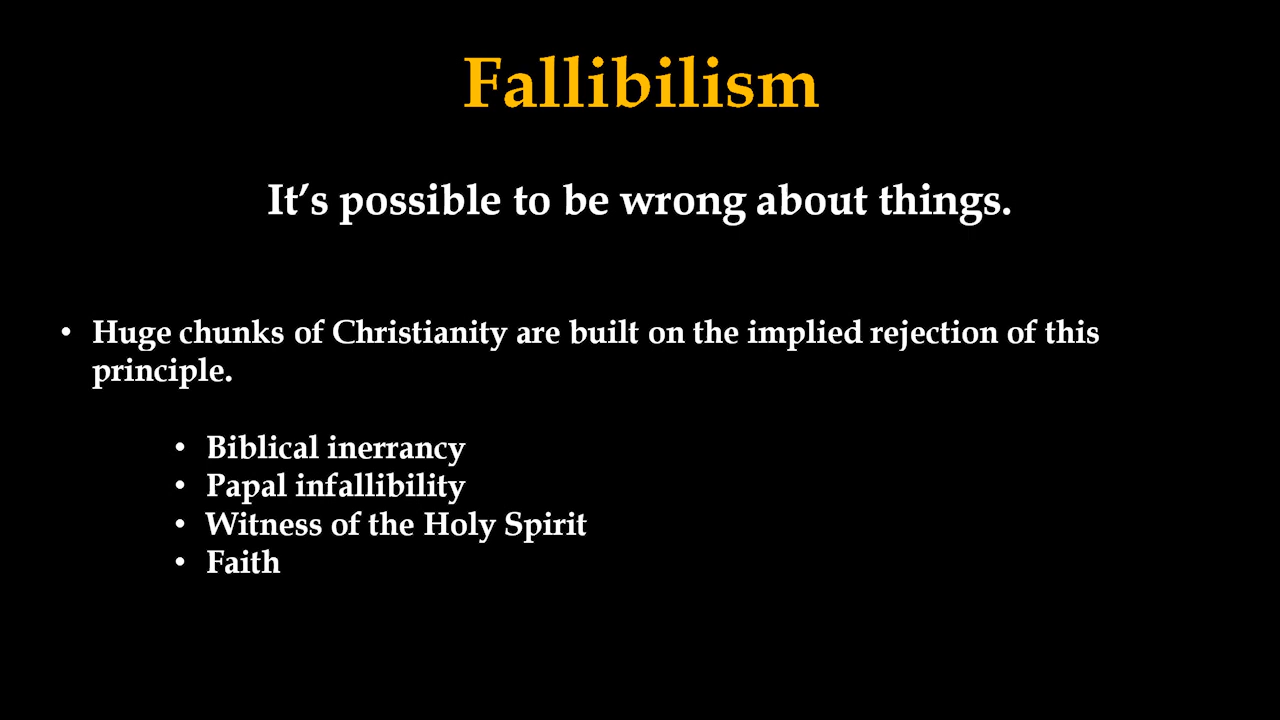 Fallibilism
It’s possible to be wrong about things.
• Huge chunks of Christianity are built on the implied rejection of this
principle.
• Biblical inerrancy
• Papal infallibility
• Witness of the Holy Spirit
• Faith